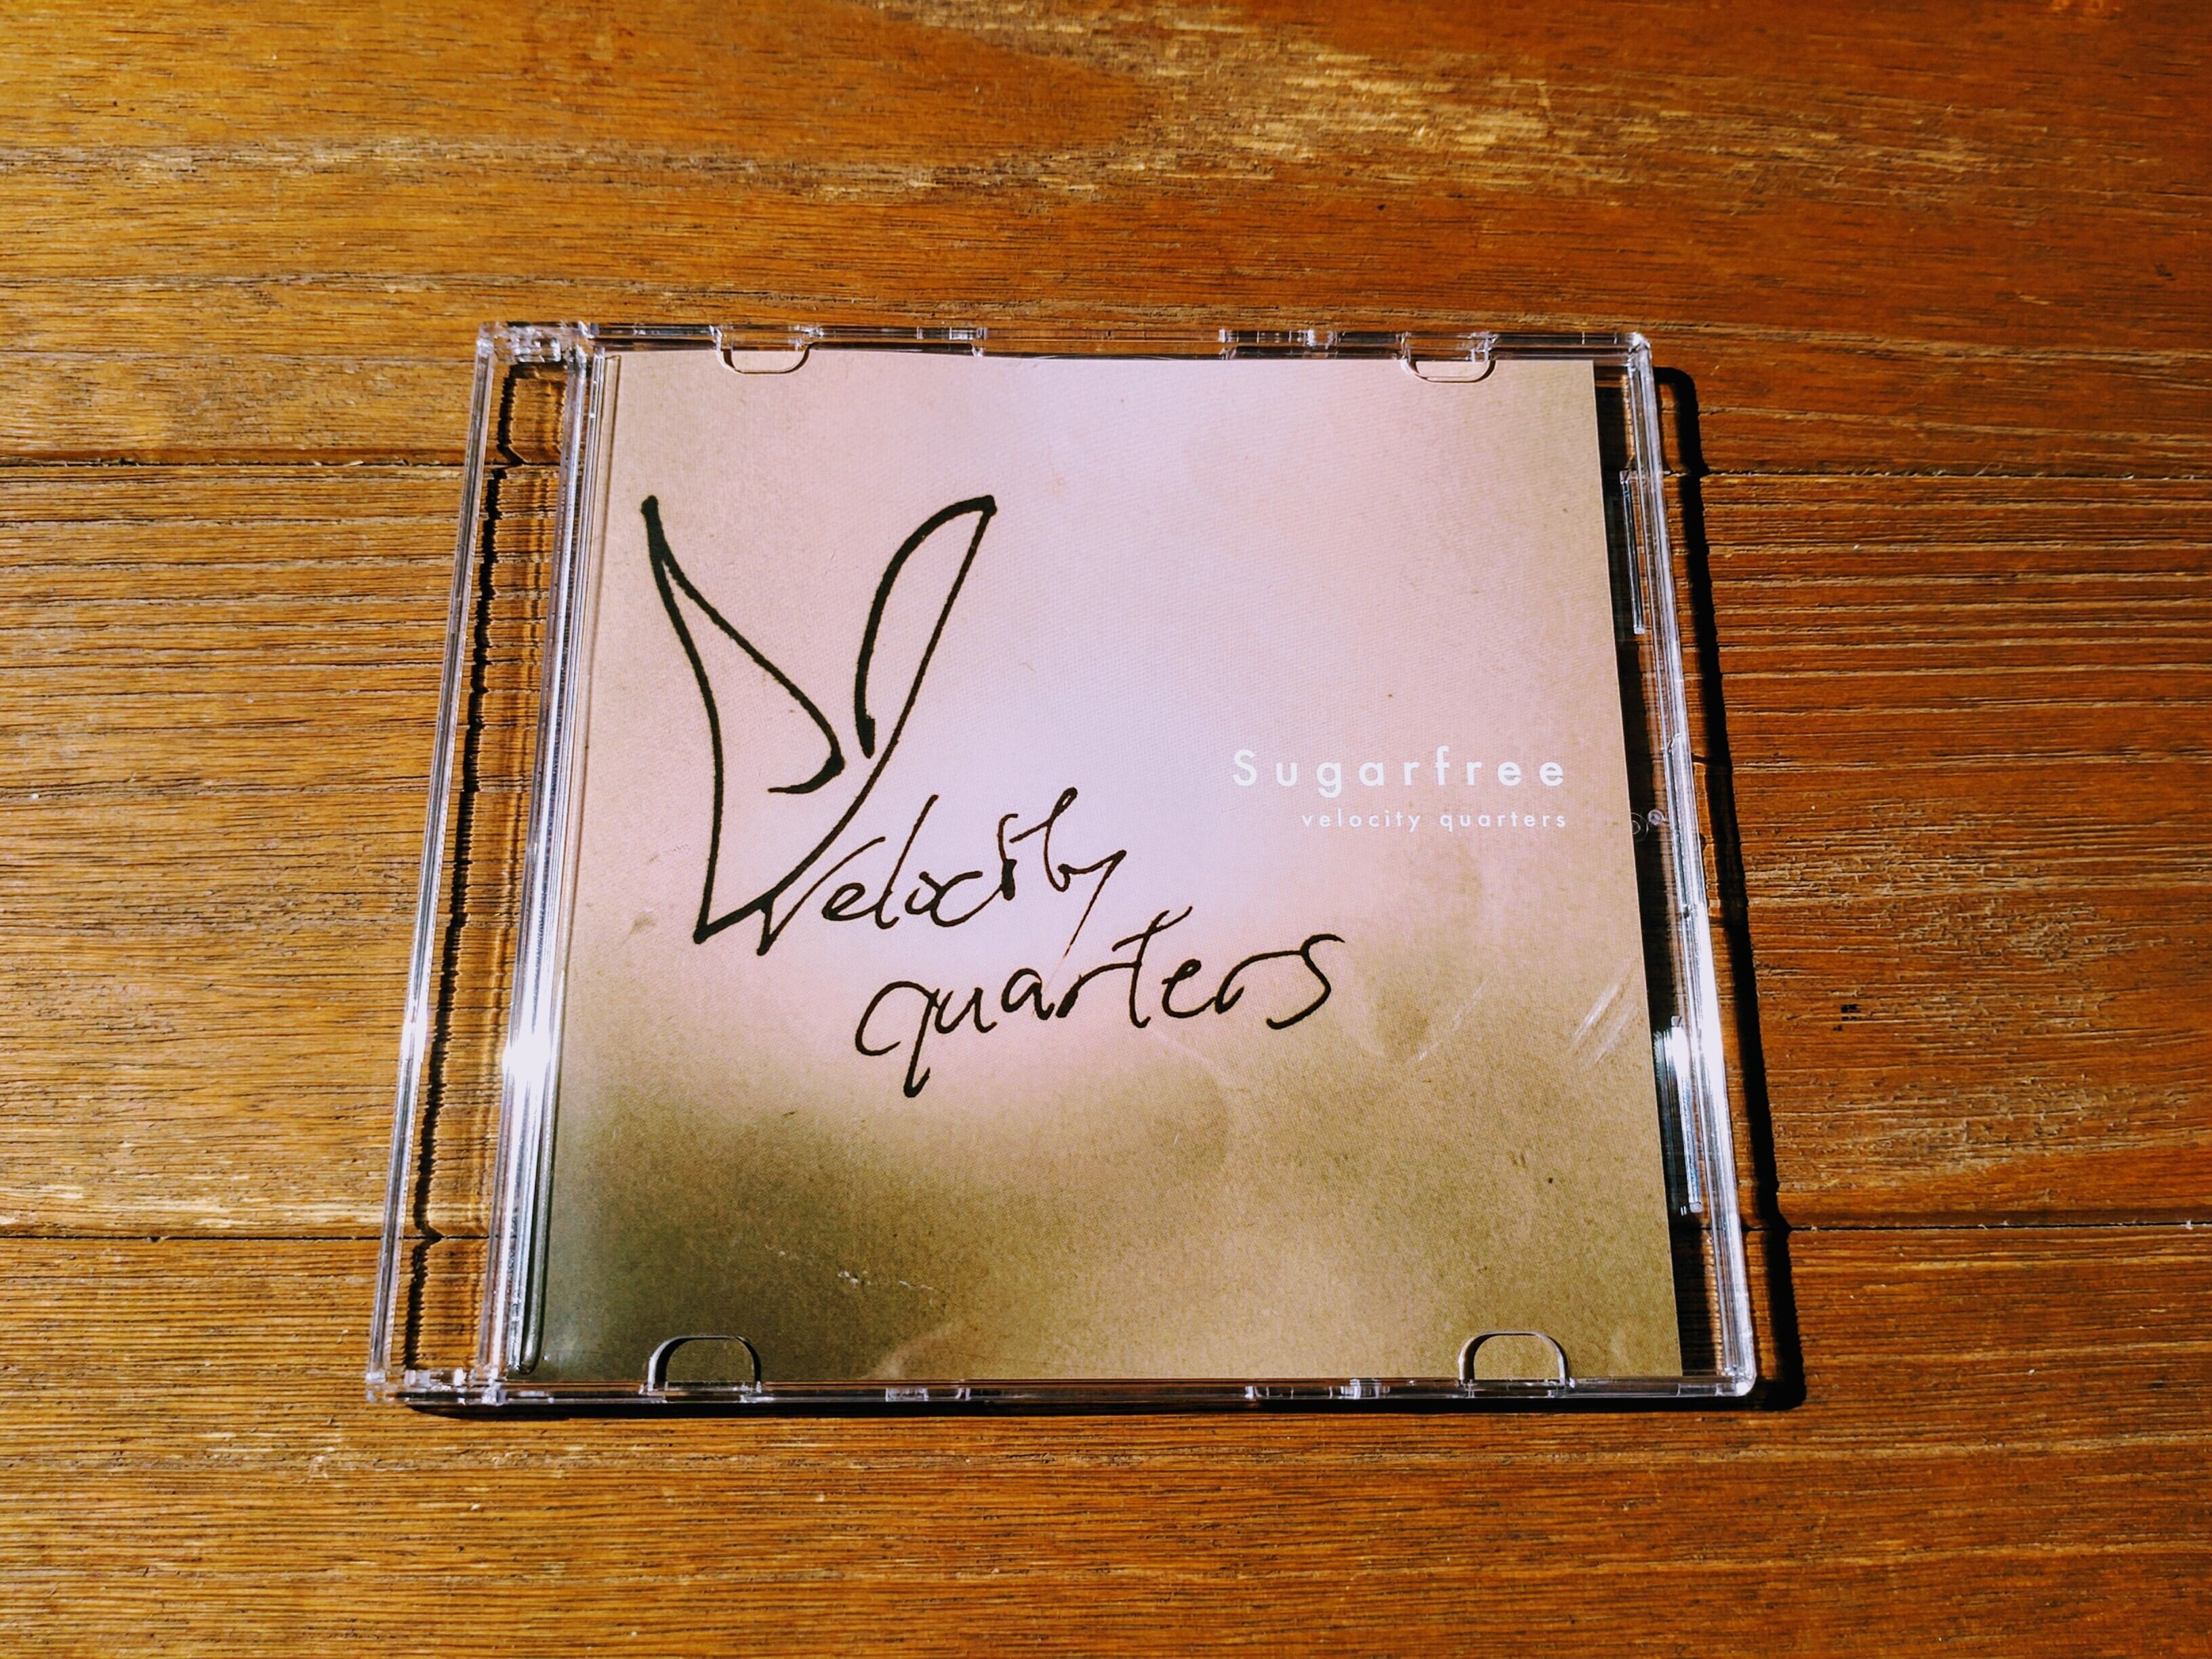 Sugarfree
velocity quarters
Velocity
quarters